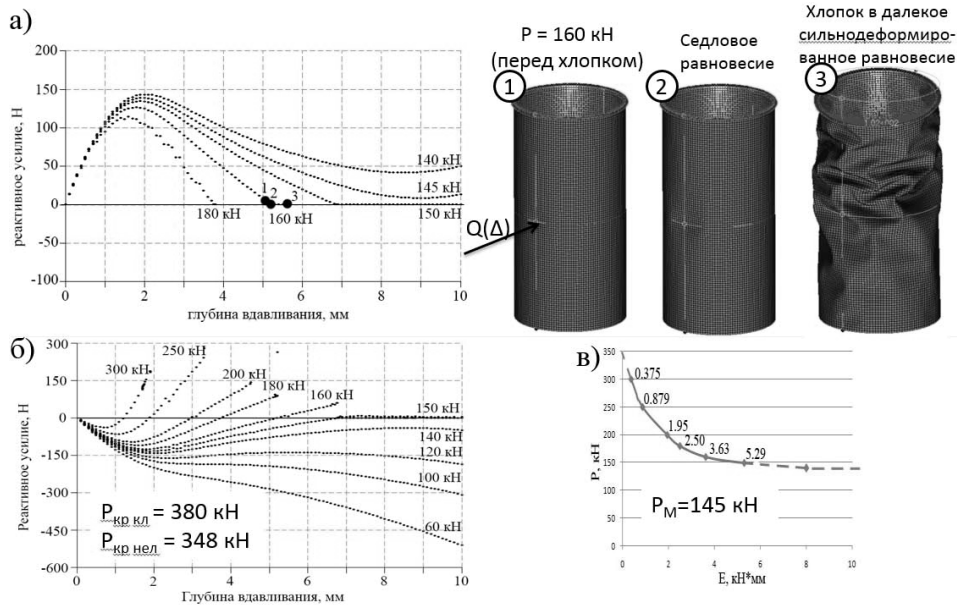 а)
200
150
100
50
0
-50
-100
реактивное усилие, Н
140 кН
145 кН
150 кН
160 кН
180 кН
1
2
3
0
2
4
6
8
10
глубина вдавливания, мм
P = 160 кН
(перед хлопком)
1
Q(Δ)
Седловое
равновесие
2
Хлопок в далекое
сильнодеформиро-
ванное равновесие
3
б)
300
150
0
-150
-300
-450
-600
Реактивное усилие, Н
300 кН
250 кН
200 кН
180 кН
160 кН
150 кН
140 кН
120 кН
100 кН
60 кН
Pкр кл = 380 кН
Pкр нел = 348 кН
0
2
4
6
8
10
Глубина вдавливания, мм
в)
350
300
250
200
150
100
50
0
P, кН
0.375
0.879
1.95
2.50
3.63
5.29
PМ=145 кН
0
2
4
6
8
10
E, кН*мм